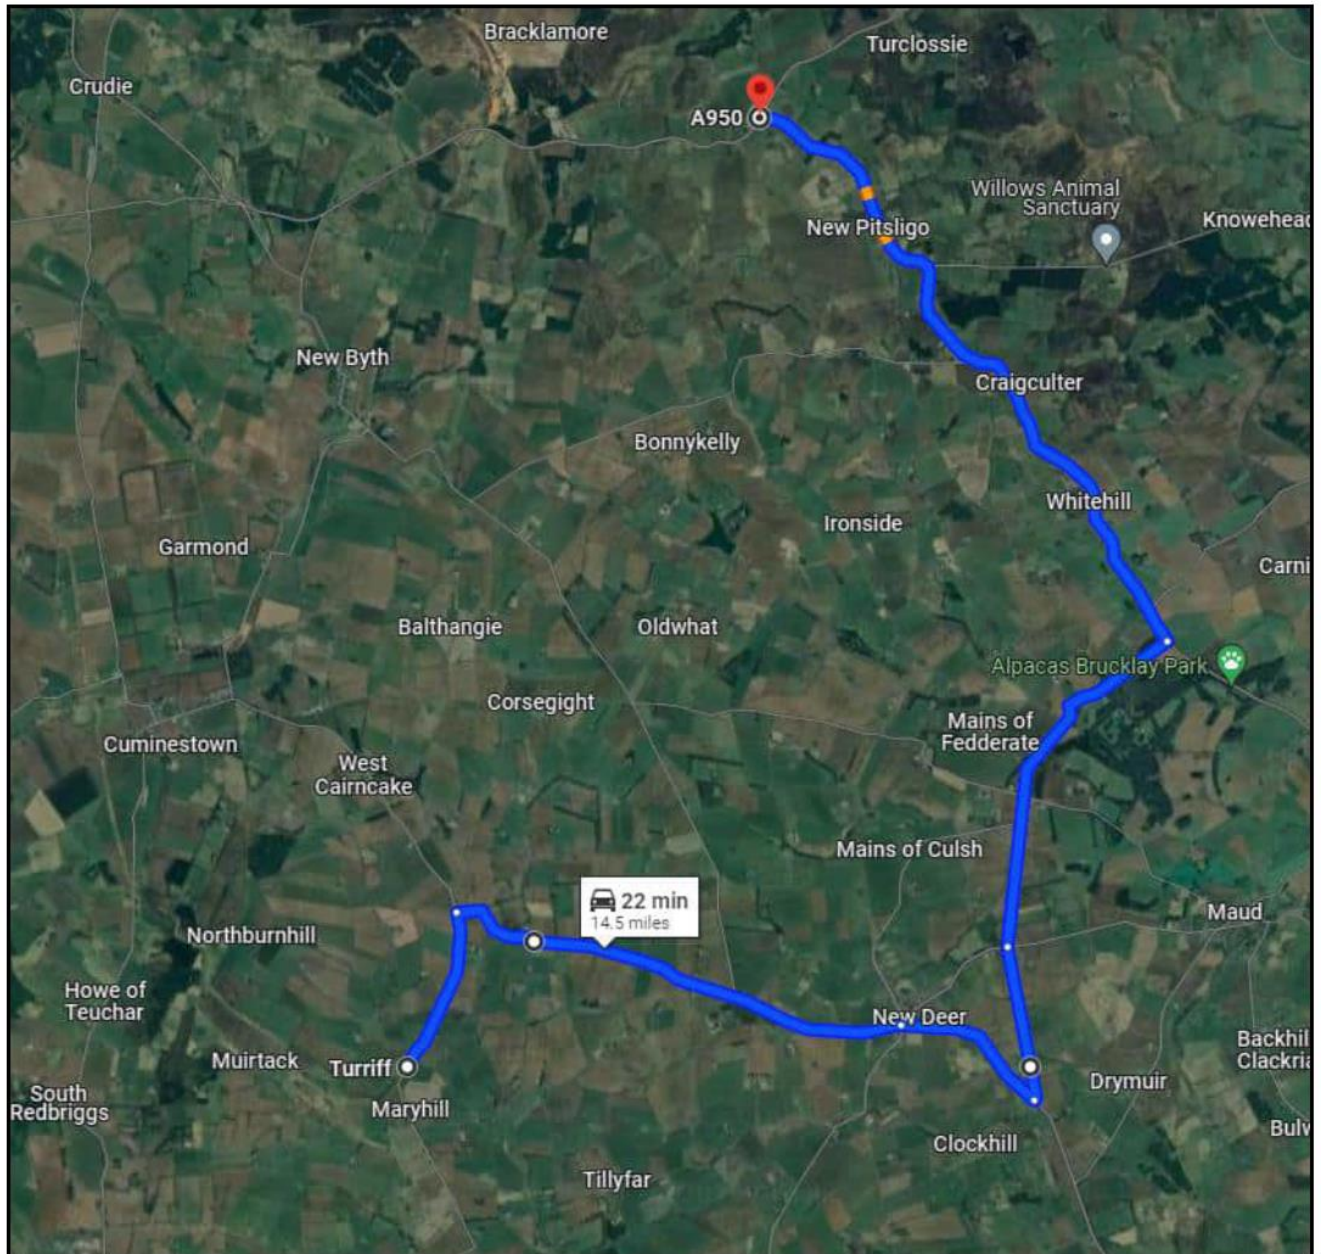 Bracklamore
Turclossie
Crudie
A950
Willows Animal
Sanctuary
Knowehead
New Pitsligo
New Byth
Craigculter
Bonnykelly
Whitehill
Ironside
Garmond
Carni
Balthangie
Oldwhat
Alpacas Brucklay Park
Corsegight
Mains of
Fedderate
Cuminestown
West
Cairncake
Mains of Culsh
22 min
14.5 miles
Maud
Northburnhill
Howe of
Teuchar
New Deer
Backhil
Clackria
Muirtack
Turriff
Drymuir
South
Redbriggs
Maryhill
Bulw
Clockhill
Tillyfar